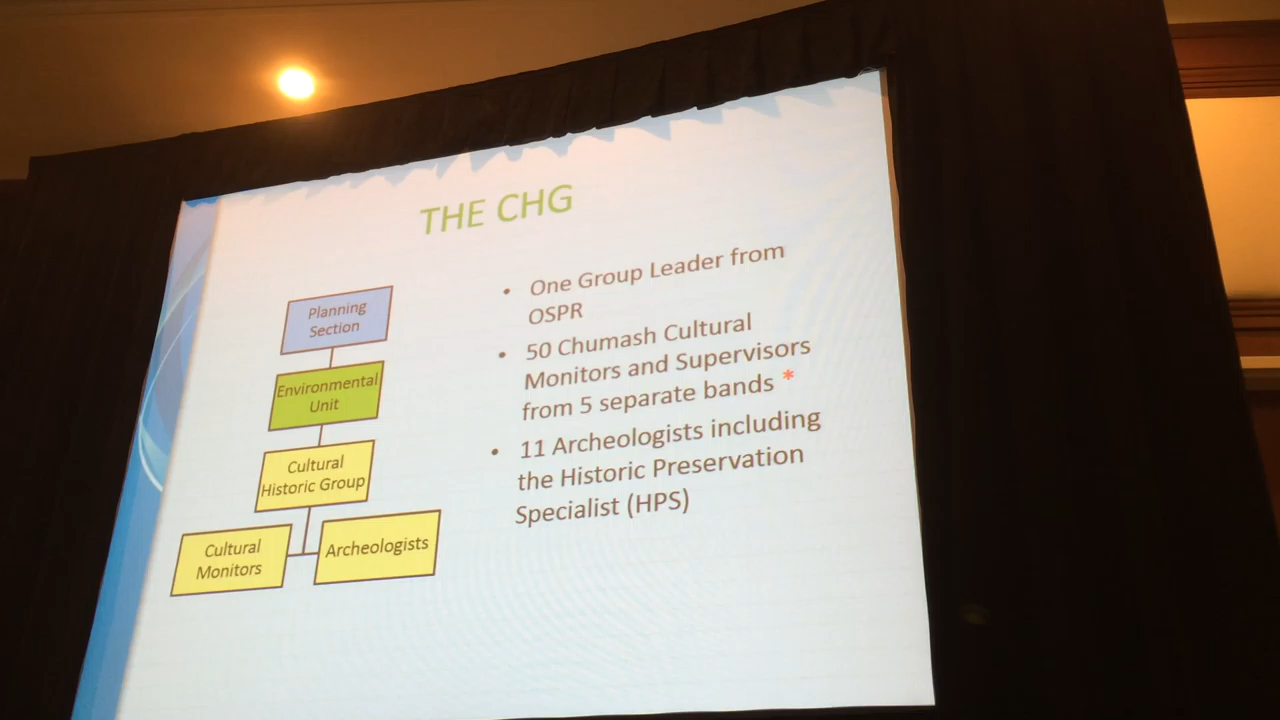 THE CHG
Planning
Section
Environmental
Unit
Cultural
Historic Group
Cultural
Monitors
Archeologists
• One Group Leader from
OSPR
• 50 Chumash Cultural
Monitors and Supervisors
from 5 separate bands *
• 11 Archeologists including
the Historic Preservation
Specialist (HPS)